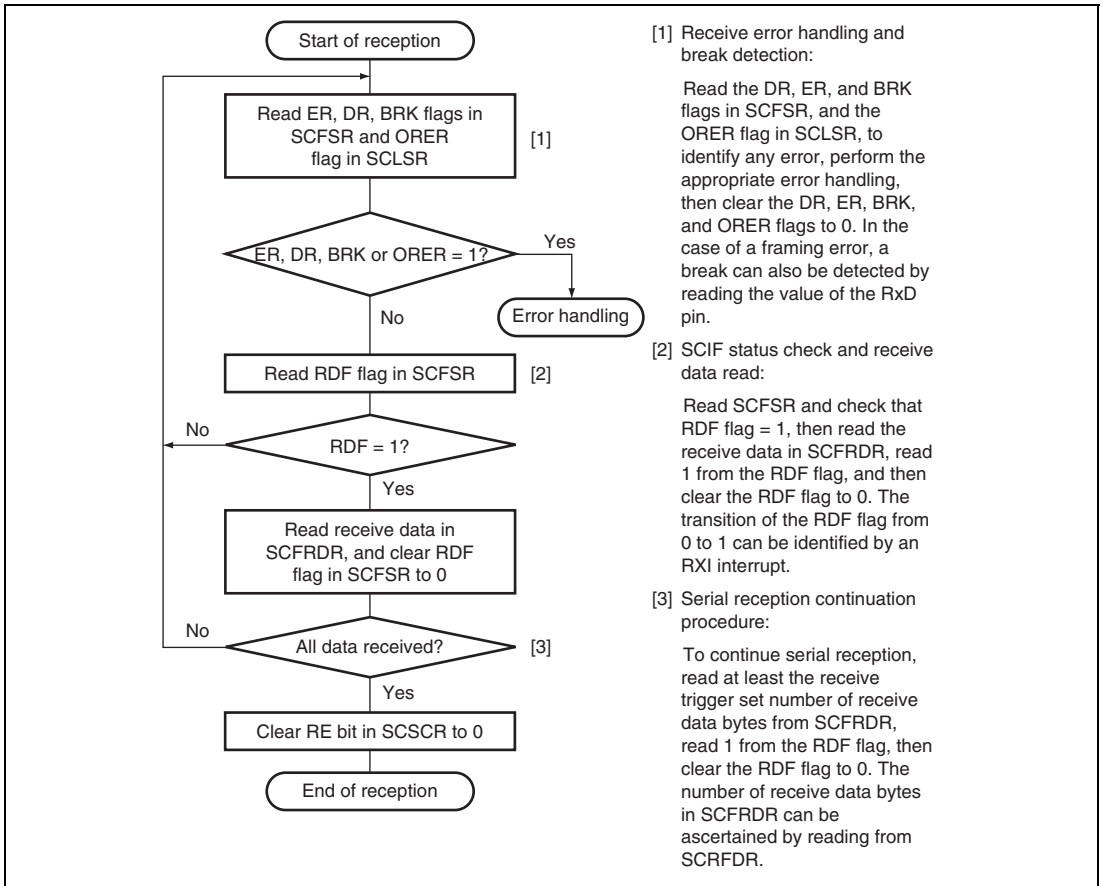 Start of reception
Read ER, DR, BRK flags in
SCFSR and ORER
flag in SCLSR
[1]
ER, DR, BRK or ORER = 1?
Yes
Error handling
No
Read RDF flag in SCFSR
[2]
No
RDF = 1?
Yes
Read receive data in
SCFRDR, and clear RDF
flag in SCFSR to 0
No
All data received?
[3]
Yes
Clear RE bit in SCSCR to 0
End of reception
[1] Receive error handling and
break detection:
Read the DR, ER, and BRK
flags in SCFSR, and the
ORER flag in SCLSR, to
identify any error, perform the
appropriate error handling,
then clear the DR, ER, BRK,
and ORER flags to 0. In the
case of a framing error, a
break can also be detected by
reading the value of the RxD
pin.
[2] SCIF status check and receive
data read:
Read SCFSR and check that
RDF flag = 1, then read the
receive data in SCFRDR, read
1 from the RDF flag, and then
clear the RDF flag to 0. The
transition of the RDF flag from
0 to 1 can be identified by an
RXI interrupt.
[3] Serial reception continuation
procedure:
To continue serial reception,
read at least the receive
trigger set number of receive
data bytes from SCFRDR,
read 1 from the RDF flag, then
clear the RDF flag to 0. The
number of receive data bytes
in SCFRDR can be
ascertained by reading from
SCRFDR.